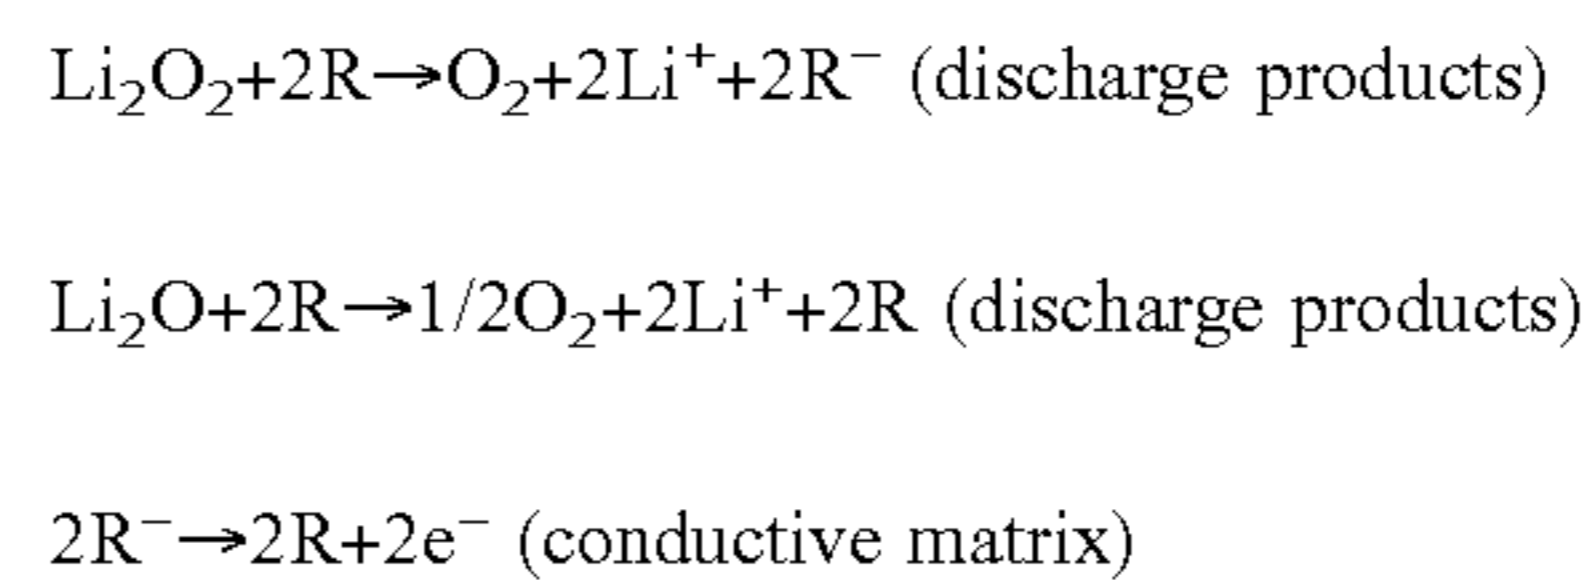 Li₂O₂+2R→O₂+2Li⁺+2R⁻ (discharge products)
Li₂O+2R→1/2O₂+2Li⁺+2R (discharge products)
2R⁻→2R+2e⁻ (conductive matrix)